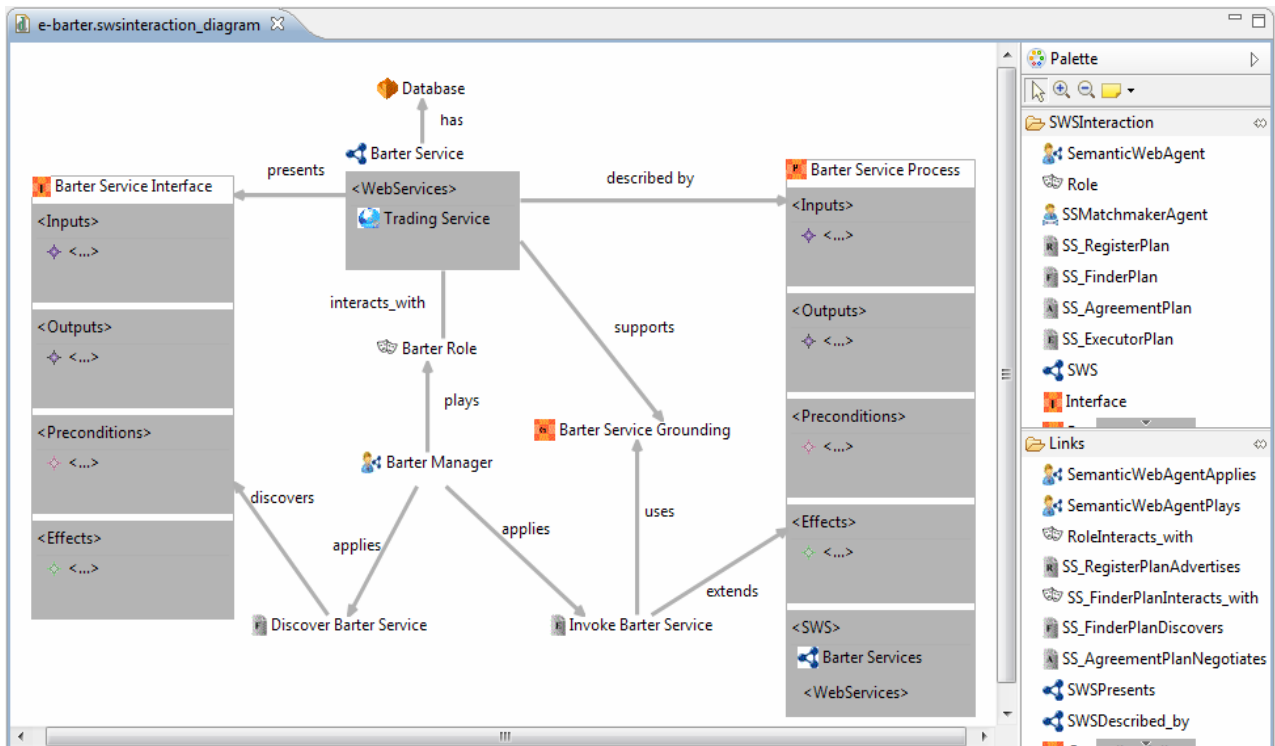 e-barter.swsinteraction_diagram
Database
has
Barter Service
<WebServices>
Trading Service
presents
described by
Barter Service Interface
<Inputs>
<...>
<Outputs>
<...>
<Preconditions>
<...>
<Effects>
<...>
interacts_with
Barter Role
plays
Barter Manager
supports
Barter Service Grounding
discovers
applies
applies
uses
extends
Discover Barter Service
Invoke Barter Service
Barter Service Process
<Inputs>
<...>
<Outputs>
<...>
<Preconditions>
<...>
<Effects>
<...>
<SWS>
Barter Services
<WebServices>
Palette
SWSInteraction
SemanticWebAgent
Role
SSMatchmakerAgent
SS_RegisterPlan
SS_FinderPlan
SS_AgreementPlan
SS_ExecutorPlan
SWS
Interface
Links
SemanticWebAgentApplies
SemanticWebAgentPlays
RoleInteracts_with
SS_RegisterPlanAdvertises
SS_FinderPlanInteracts_with
SS_FinderPlanDiscovers
SS_AgreementPlanNegotiates
SWSPresents
SWSDescribed_by